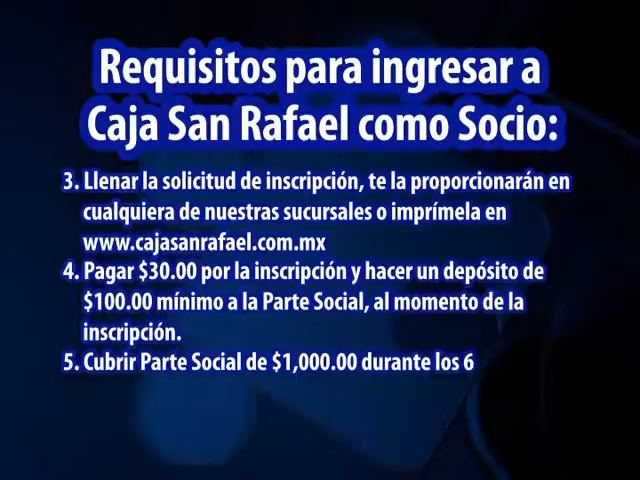 Requisitos para ingresar a
Caja San Rafael como Socio:
3. Llenar la solicitud de inscripción, te la proporcionarán en
cualquiera de nuestras sucursales o imprímela en
www.cajasanrafael.com.mx
4. Pagar $30.00 por la inscripción y hacer un depósito de
$100.00 mínimo a la Parte Social, al momento de la
inscripción.
5. Cubrir Parte Social de $1,000.00 durante los 6